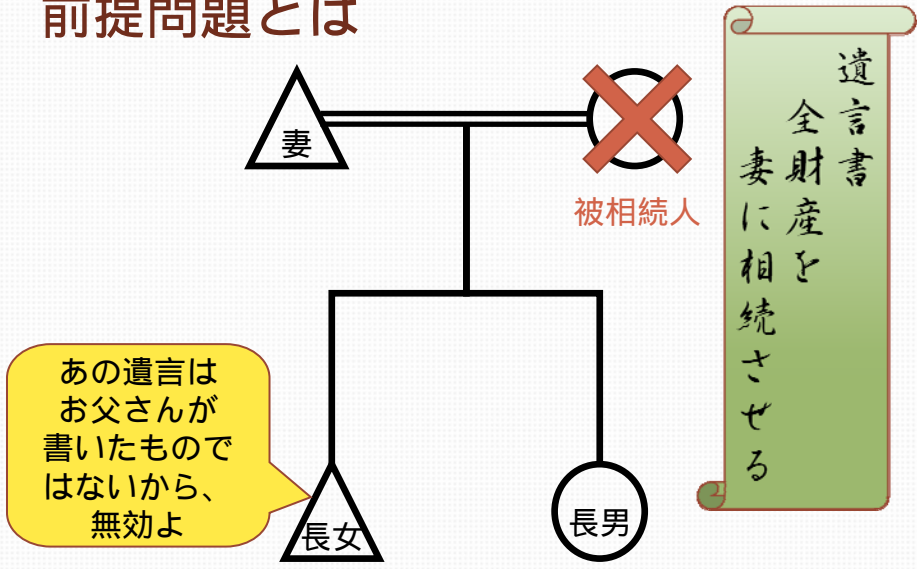 前提問題とは
遺言書
全財産を
妻に相続させる
妻
被相続人
あの遺言は
お父さんが
書いたもので
はないから、
無効よ
長女
長男